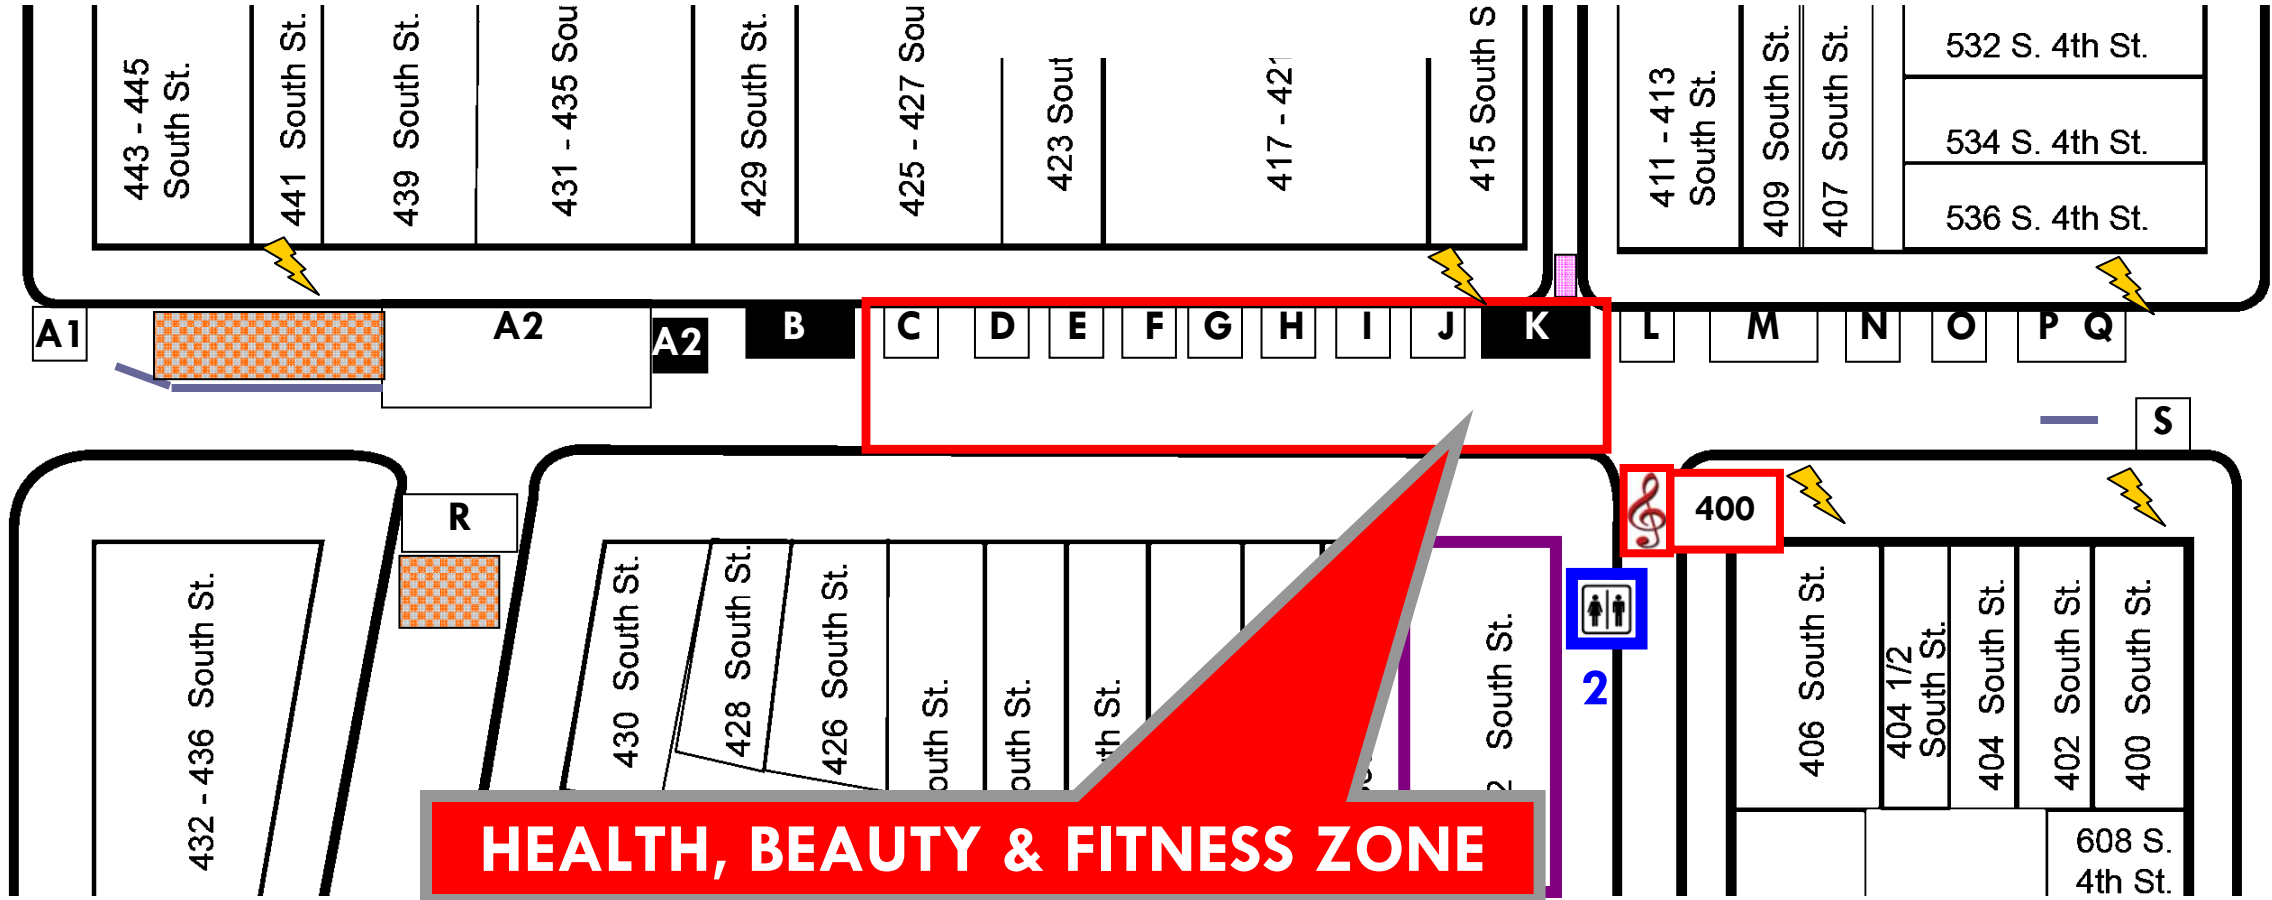 443 - 445
South St.
441 South St.
439 South St.
431 - 435 Sou
429 South St.
425 - 427 Sou
423 Sout
417 - 421
415 South S
411 - 413
South St.
409 South St.
407 South St.
532 S. 4th St.
534 S. 4th St.
536 S. 4th St.
A1
A2
A2
B
C
D
E
F
G
H
I
J
K
L
M
N
O
P Q
S
R
400
2
432 - 436 South St.
430 South St.
428 South St.
426 South St.
outh St.
outh St.
th St.
2 South St.
406 South St.
404 1/2
South St.
404 South St.
402 South St.
400 South St.
608 S.
4th St.
HEALTH, BEAUTY & FITNESS ZONE